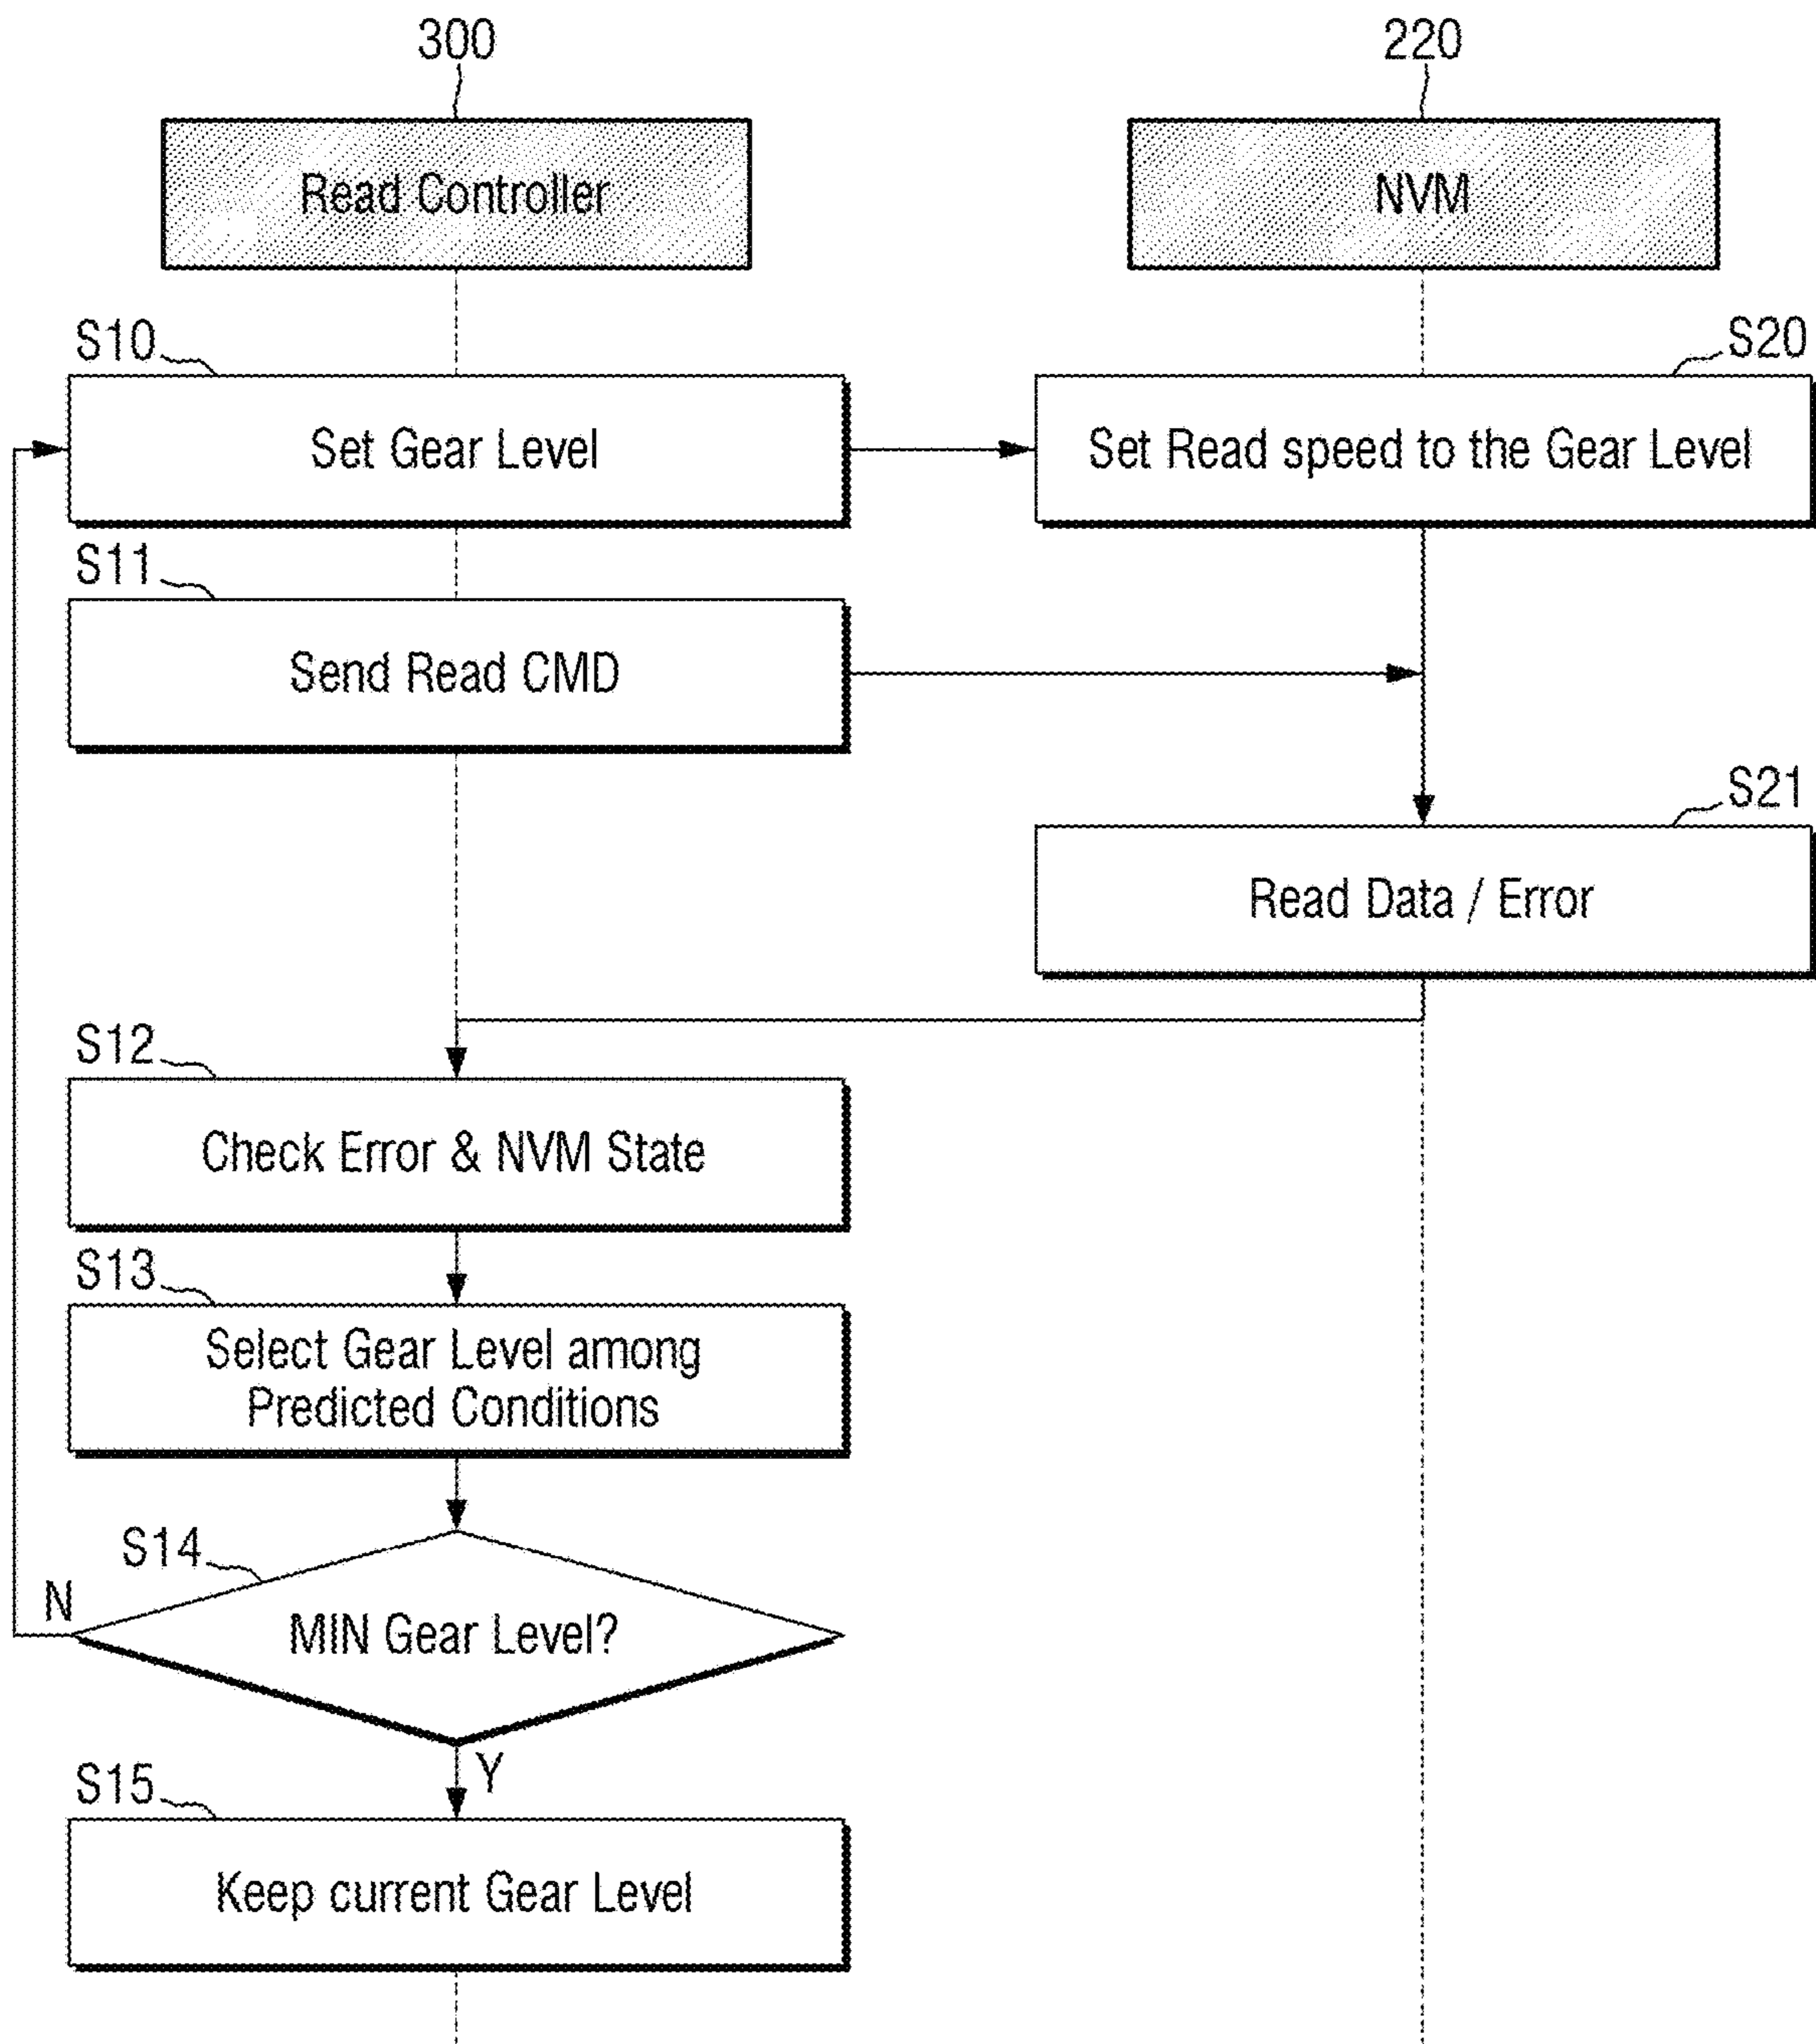 300
220
Read Controller
NVM
S10
S20
Set Gear Level
Set Read speed to the Gear Level
S11
Send Read CMD
S21
Read Data / Error
S12
Check Error & NVM State
S13
Select Gear Level among
Predicted Conditions
S14
N
MIN Gear Level?
Y
S15
Keep current Gear Level